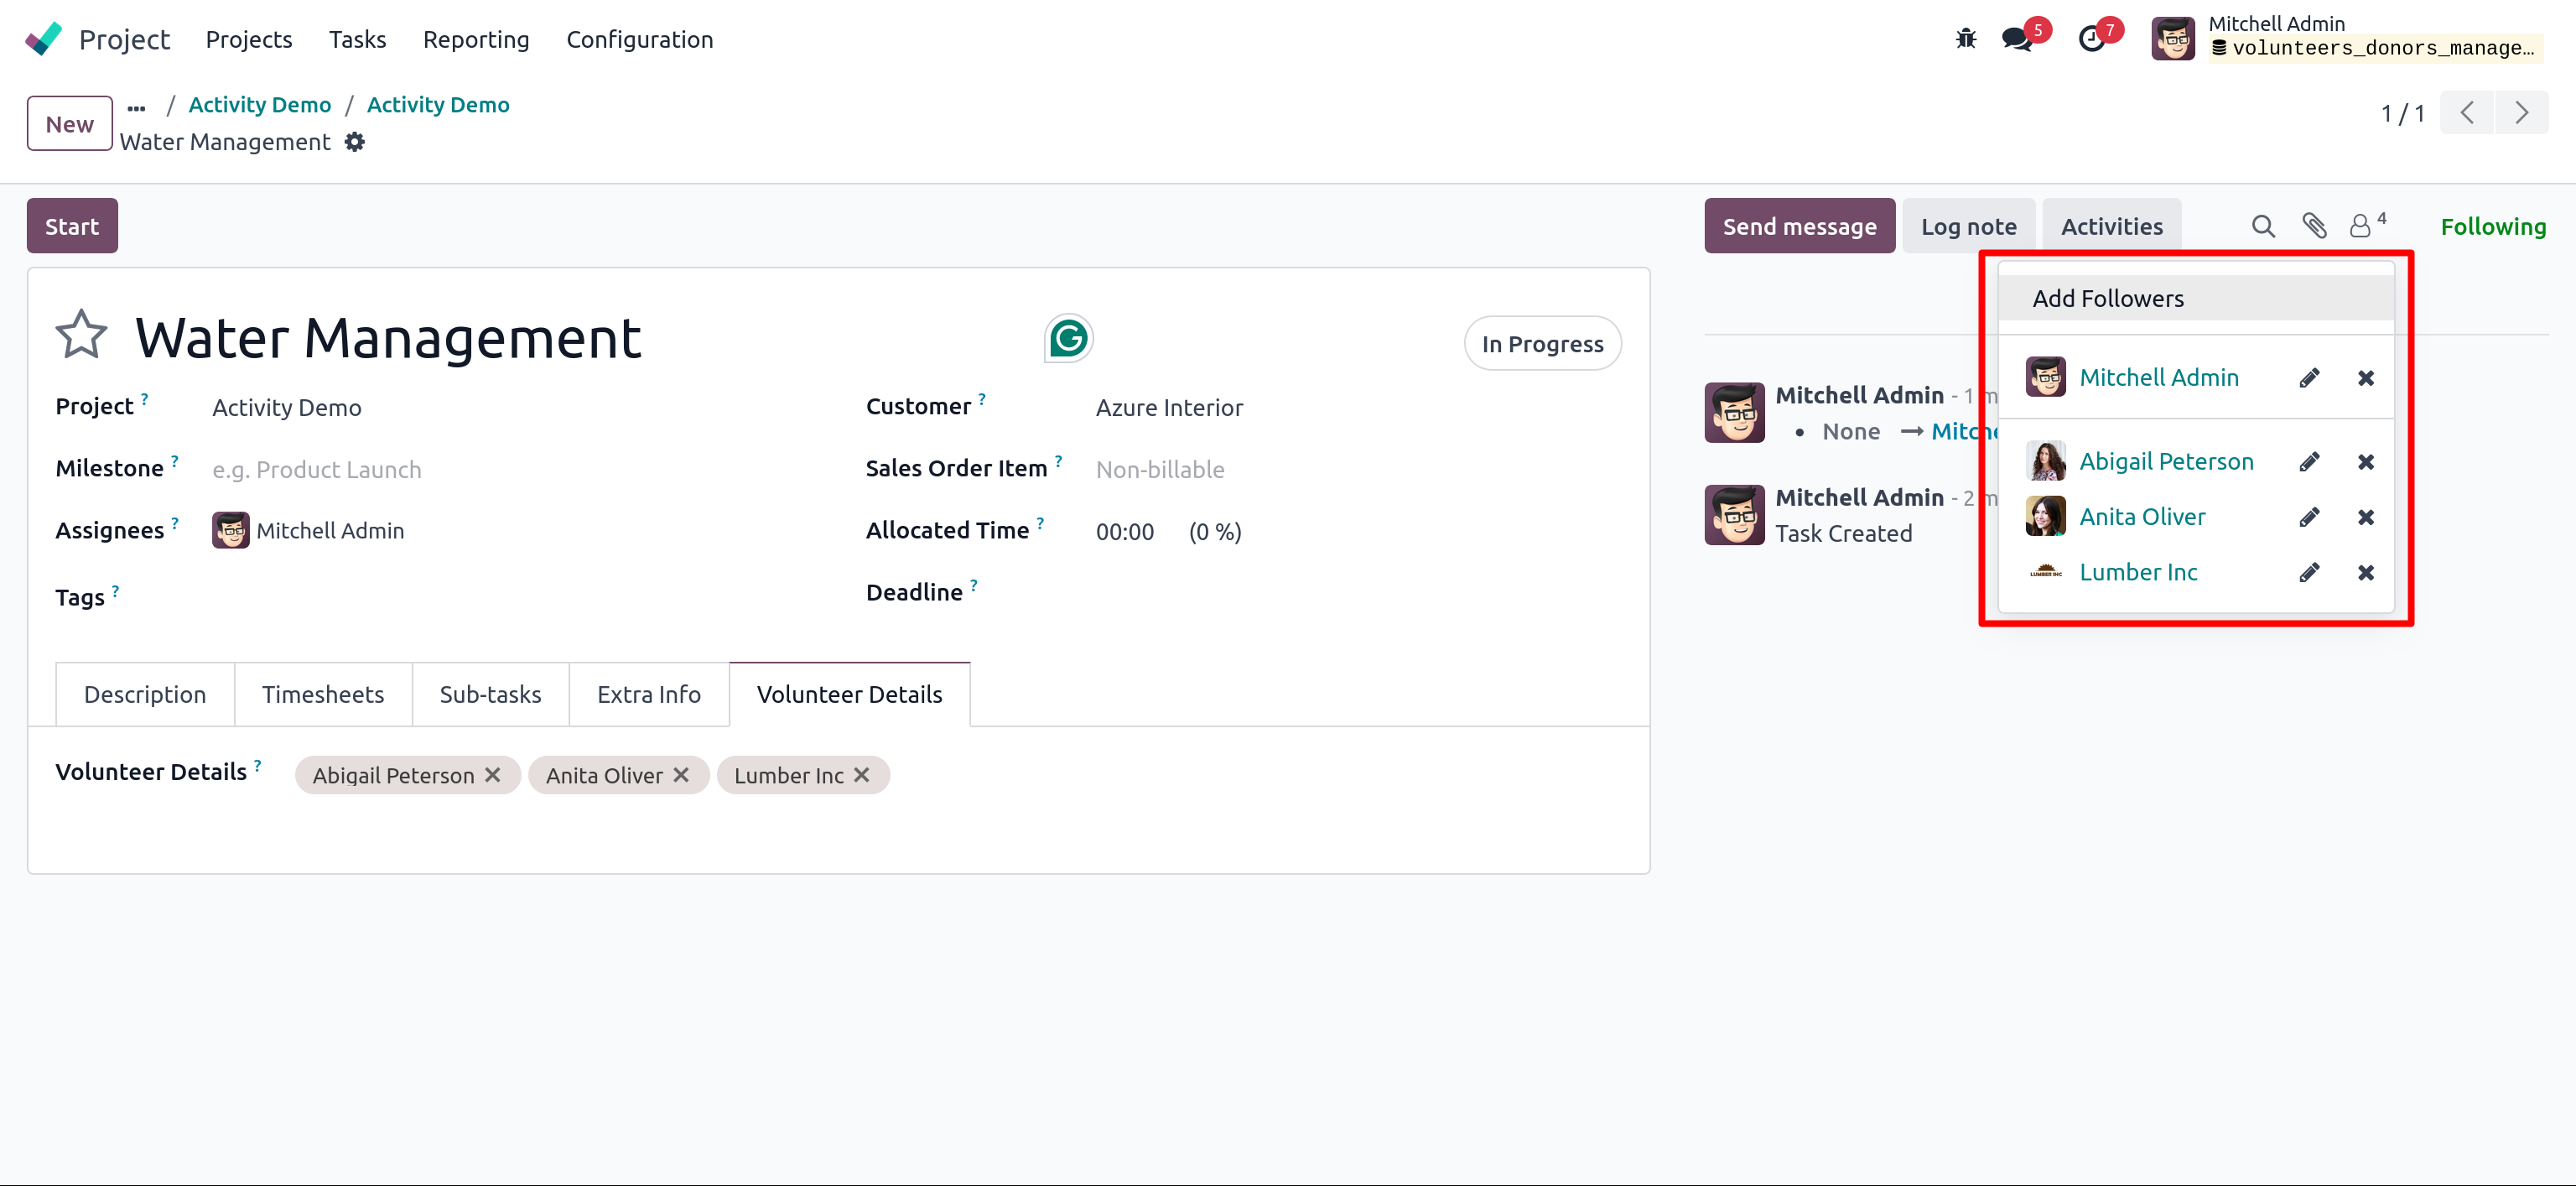 Project Projects Tasks Reporting Configuration
5 7 Mitchell Admin
volunteers_donors_manage...
New ... / Activity Demo / Activity Demo
Water Management
1 / 1
Start
Send message Log note Activities 4 Following
Water Management
In Progress
Project ? Activity Demo
Customer ? Azure Interior
Milestone ? e.g. Product Launch
Sales Order Item ? Non-billable
Assignees ? Mitchell Admin
Allocated Time ? 00:00 (0 %)
Tags ?
Deadline ?
Description Timesheets Sub-tasks Extra Info Volunteer Details
Volunteer Details ? Abigail Peterson Anita Oliver Lumber Inc
Mitchell Admin - 1 m
• None → Mitche
Mitchell Admin - 2 m
Task Created
Add Followers
Mitchell Admin
Abigail Peterson
Anita Oliver
LUMBER INC Lumber Inc